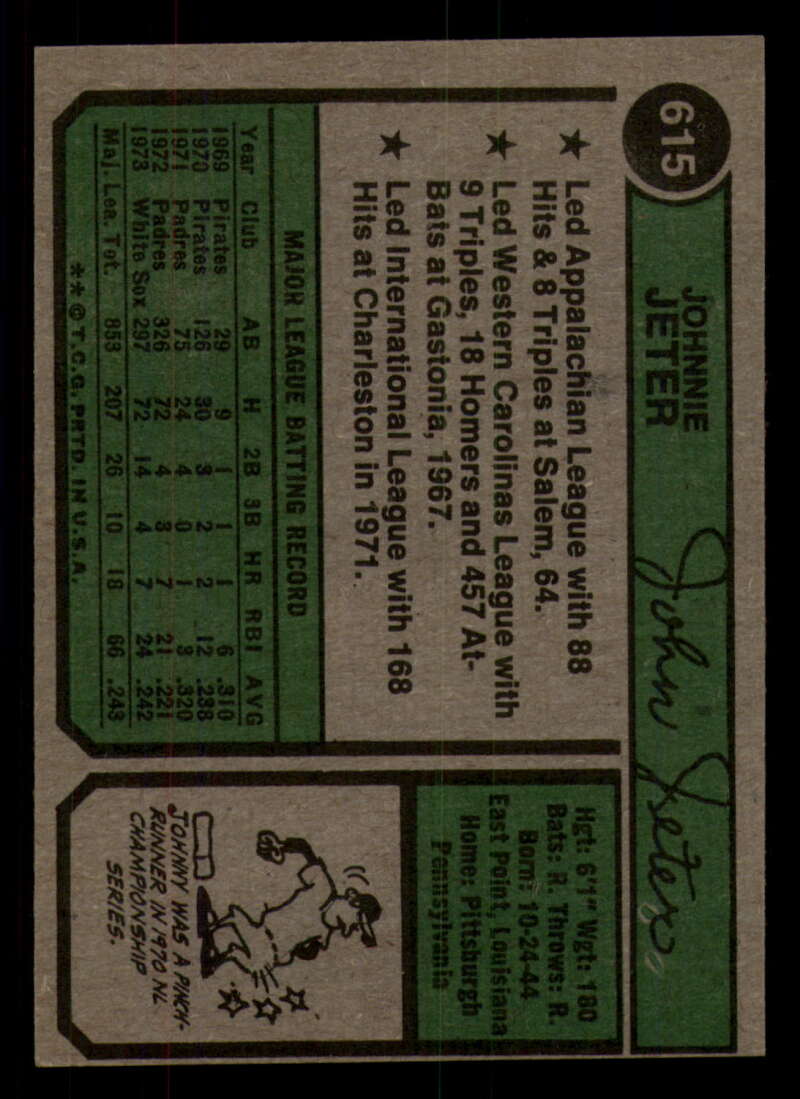 615
JOHNNIE
JETER
John Jeter
★ Led Appalachian League with 88
Hits & 8 Triples at Salem, 64.
★ Led Western Carolinas League with
9 Triples, 18 Homers and 457 At-
Bats at Gastonia, 1967.
★ Led International League with 168
Hits at Charleston in 1971.
MAJOR LEAGUE BATTING RECORD
Year Club AB H 2B 3B HR RBI AVG
1969 Pirates 29 9 1 1 1 6 .310
1970 Pirates 126 30 3 2 2 12 .238
1971 Padres 75 24 4 0 1 3 .320
1972 Padres 326 72 4 3 7 21 .221
1973 White Sox 297 72 14 4 7 24 .242
Maj. Lea. Tot. 853 207 26 10 18 66 .243
**©T.C.G. PRTD. IN U.S.A.
Hgt: 6'1" Wgt: 180
Bats: R. Throws: R.
Born: 10-24-44
East Point, Louisiana
Home: Pittsburgh
Pennsylvania
JOHNNY WAS A PINCH-
RUNNER IN 1970 NL
CHAMPIONSHIP
SERIES.